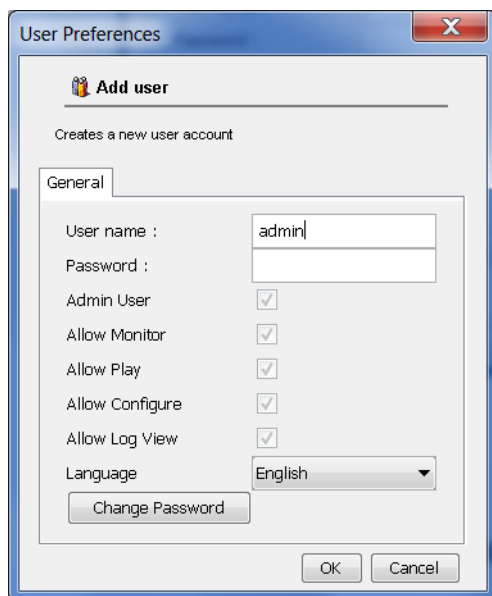 User Preferences
Add user
Creates a new user account
General
User name :
admin
Password :
Admin User
Allow Monitor
Allow Play
Allow Configure
Allow Log View
Language
English
Change Password
OK
Cancel